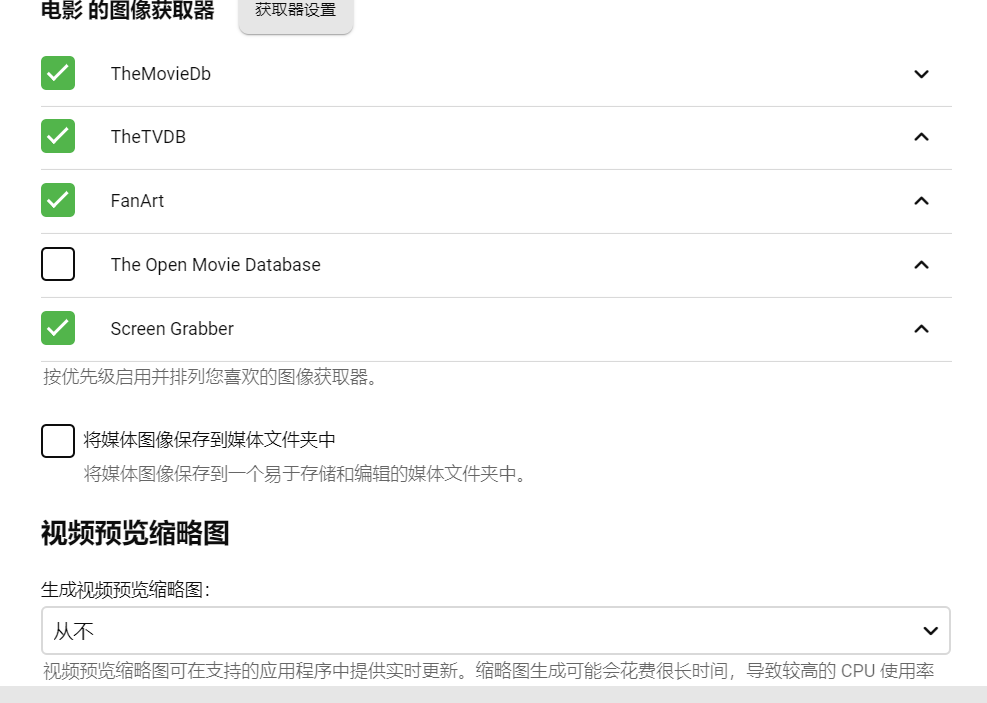 电影 的图像获取器
获取器设置
TheMovieDb
TheTVDB
FanArt
The Open Movie Database
Screen Grabber
按优先级启用并排列您喜欢的图像获取器。
将媒体图像保存到媒体文件夹中
将媒体图像保存到一个易于存储和编辑的媒体文件夹中。
视频预览缩略图
生成视频预览缩略图：
从不
视频预览缩略图可在支持的应用程序中提供实时更新。缩略图生成可能会花费很长时间，导致较高的 CPU 使用率